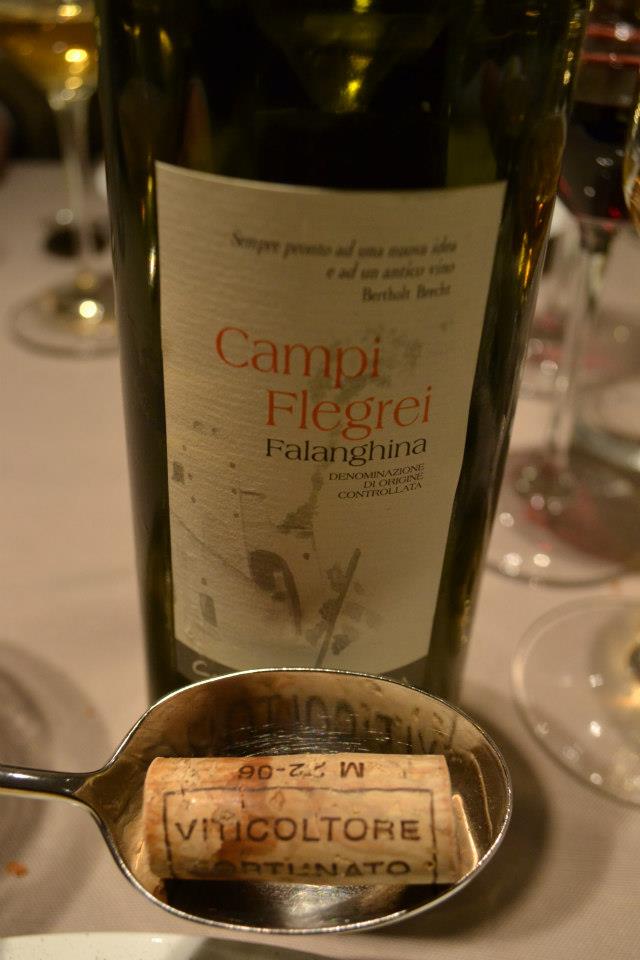 Sempre pronto ad una nuova idea
e ad un antico vino
Bertholt Brecht
Campi
Flegrei
Falanghina
DENOMINAZIONE
DI ORIGINE
CONTROLLATA
VITICOLTORE
FORTUNATO